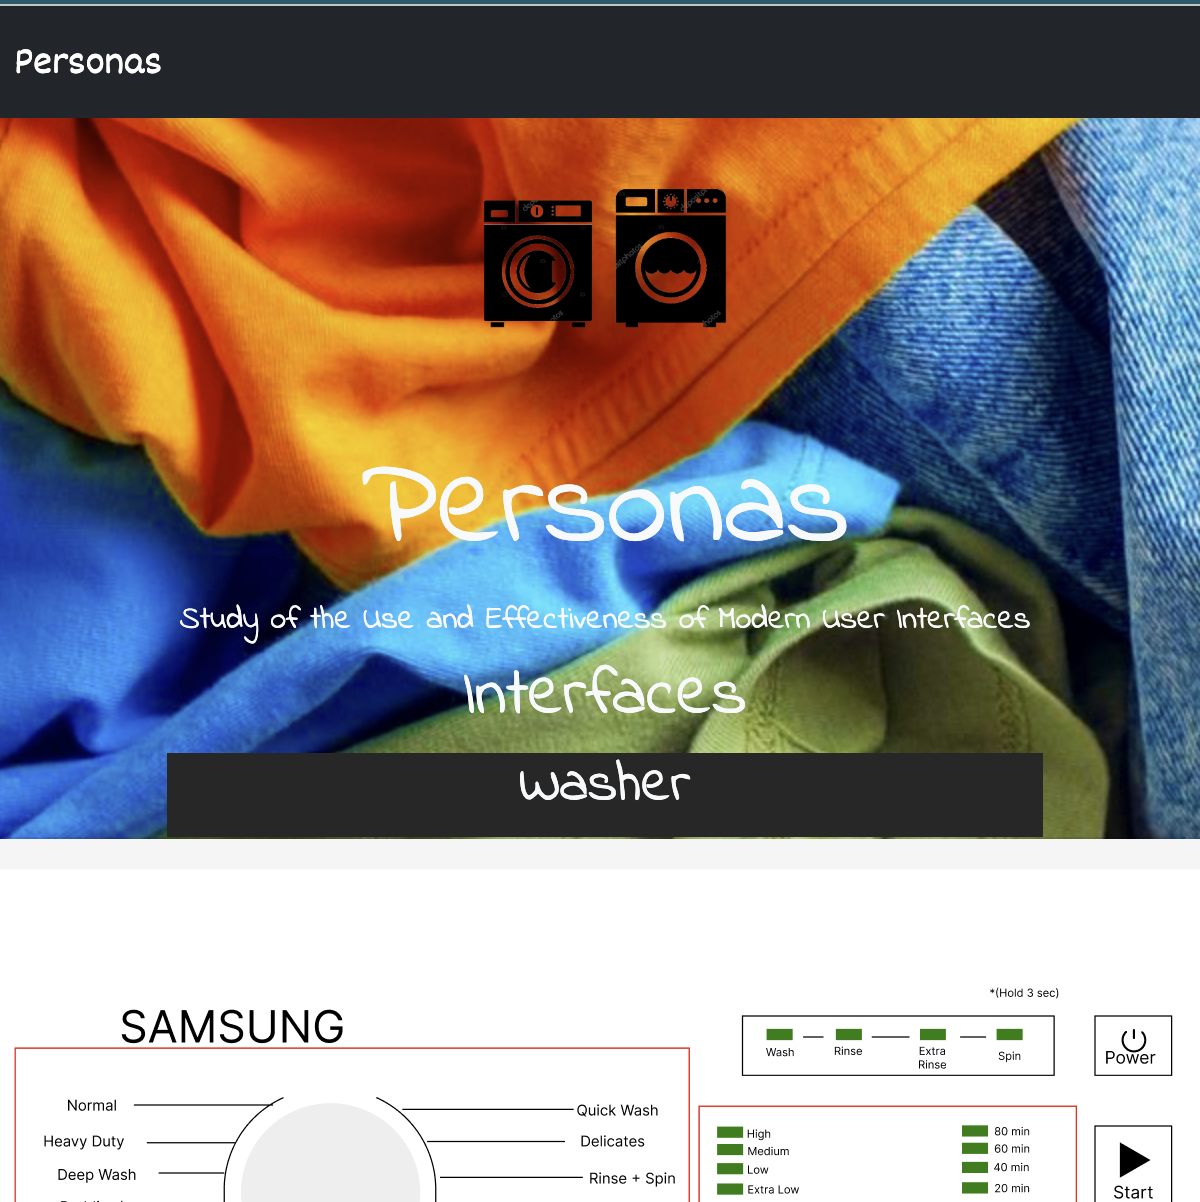 Personas
Personas
Study of the Use and Effectiveness of Modern User Interfaces
Interfaces
Washer
*(Hold 3 sec)
SAMSUNG
Wash
Rinse
Extra
Rinse
Spin
Power
Normal
Heavy Duty
Deep Wash
Quick Wash
Delicates
Rinse + Spin
High
Medium
Low
Extra Low
80 min
60 min
40 min
20 min
Start